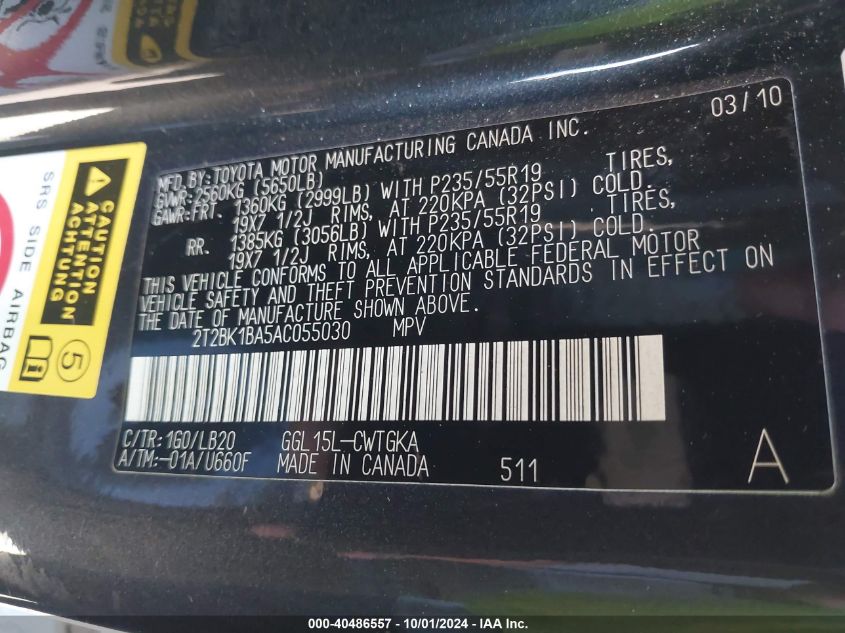 03/10
MFD. BY: TOYOTA MOTOR MANUFACTURING CANADA INC.
GVWR: 2560KG (5650LB)
GAWR: FRT. 1360KG (2999LB) WITH P235/55R19 TIRES,
19X7 1/2J RIMS, AT 220KPA (32PSI) COLD.
RR. 1385KG (3056LB) WITH P235/55R19 TIRES,
19X7 1/2J RIMS, AT 220KPA (32PSI) COLD.
THIS VEHICLE CONFORMS TO ALL APPLICABLE FEDERAL MOTOR
VEHICLE SAFETY AND THEFT PREVENTION STANDARDS IN EFFECT ON
THE DATE OF MANUFACTURE SHOWN ABOVE.
2T2BK1BA5AC055030 MPV
C/TR: 1G0/LB20 GGL15L-CWTGKA
A/TM: -01A/U660F MADE IN CANADA 511 A
SRS SIDE AIRBAG
CAUTION
ATTENTION
ACHTUNG
5
000-40486557 - 10/01/2024 - IAA Inc.